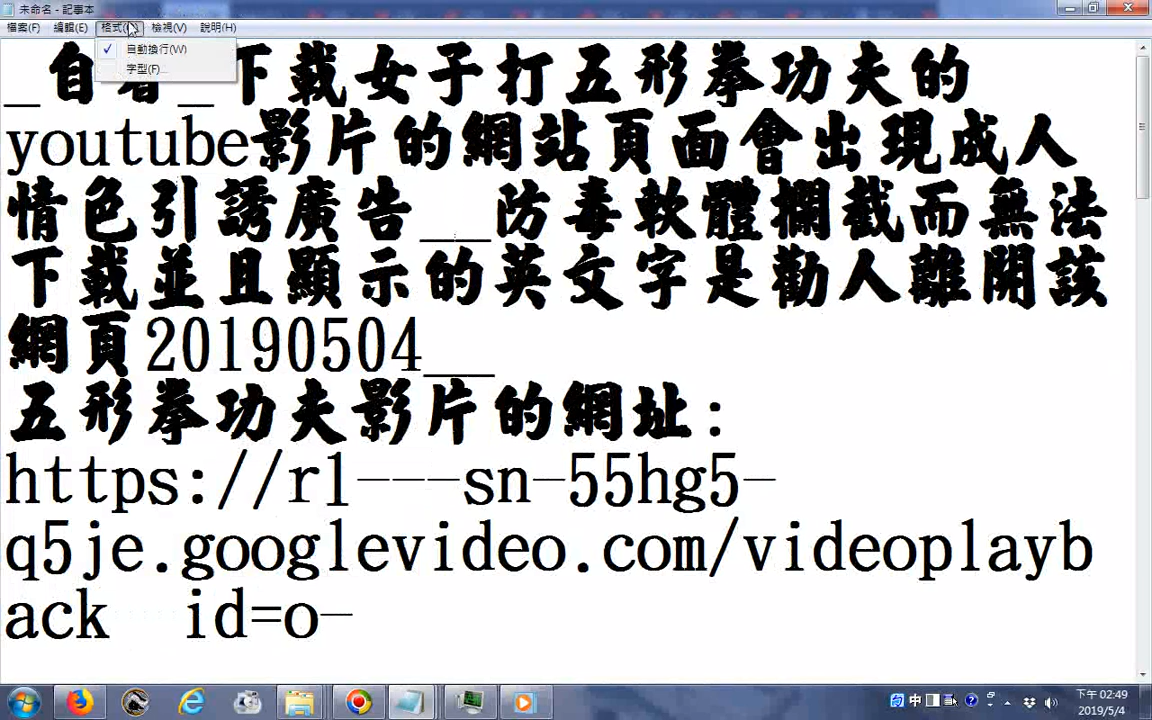 未命名 - 記事本
檔案(F) 編輯(E) 格式( 檢視(V) 說明(H)
自動換行(W)
字型(F)...
_自看_下載女子打五形拳功夫的
youtube影片的網站頁面會出現成人
情色引誘廣告__防毒軟體攔截而無法
下載並且顯示的英文字是勸人離開該
網頁20190504__
五形拳功夫影片的網址:
https://r1---sn-55hg5-
q5je.googlevideo.com/videoplayb
ack  id=o-
中
下午 02:49
2019/5/4